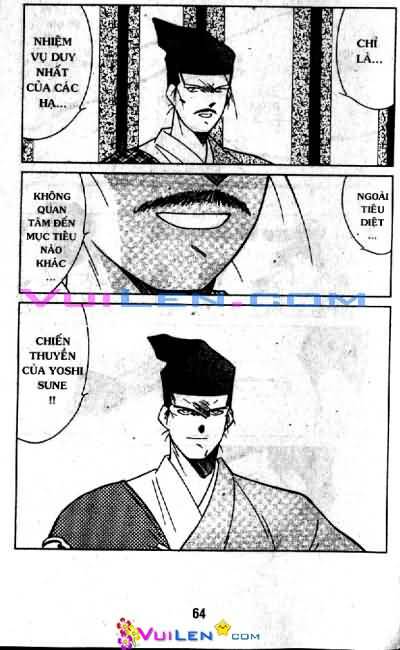 CHỈ
LÀ...
NHIỆM
VỤ DUY
NHẤT
CỦA CÁC
HẠ...
NGOÀI
TIÊU
DIỆT
...
KHÔNG
QUAN
TÂM ĐẾN
MỤC TIÊU
NÀO
KHÁC ...
VUILEN.COM
CHIẾN
THUYỀN
CỦA YOSHI
SUNE
!!
64
VUILEN.COM